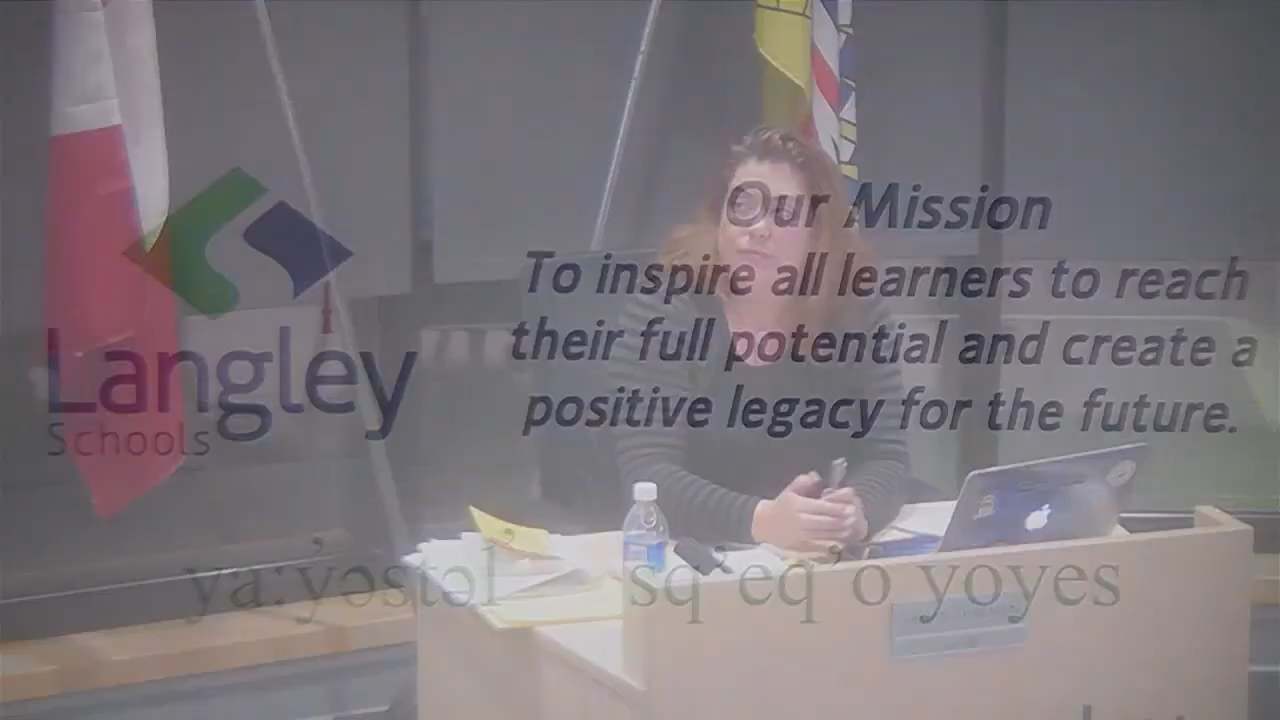 Our Mission
To inspire all learners to reach
their full potential and create a
positive legacy for the future.
Langley
Schools
ya:yəstəl sq̓eq̓o yoyes